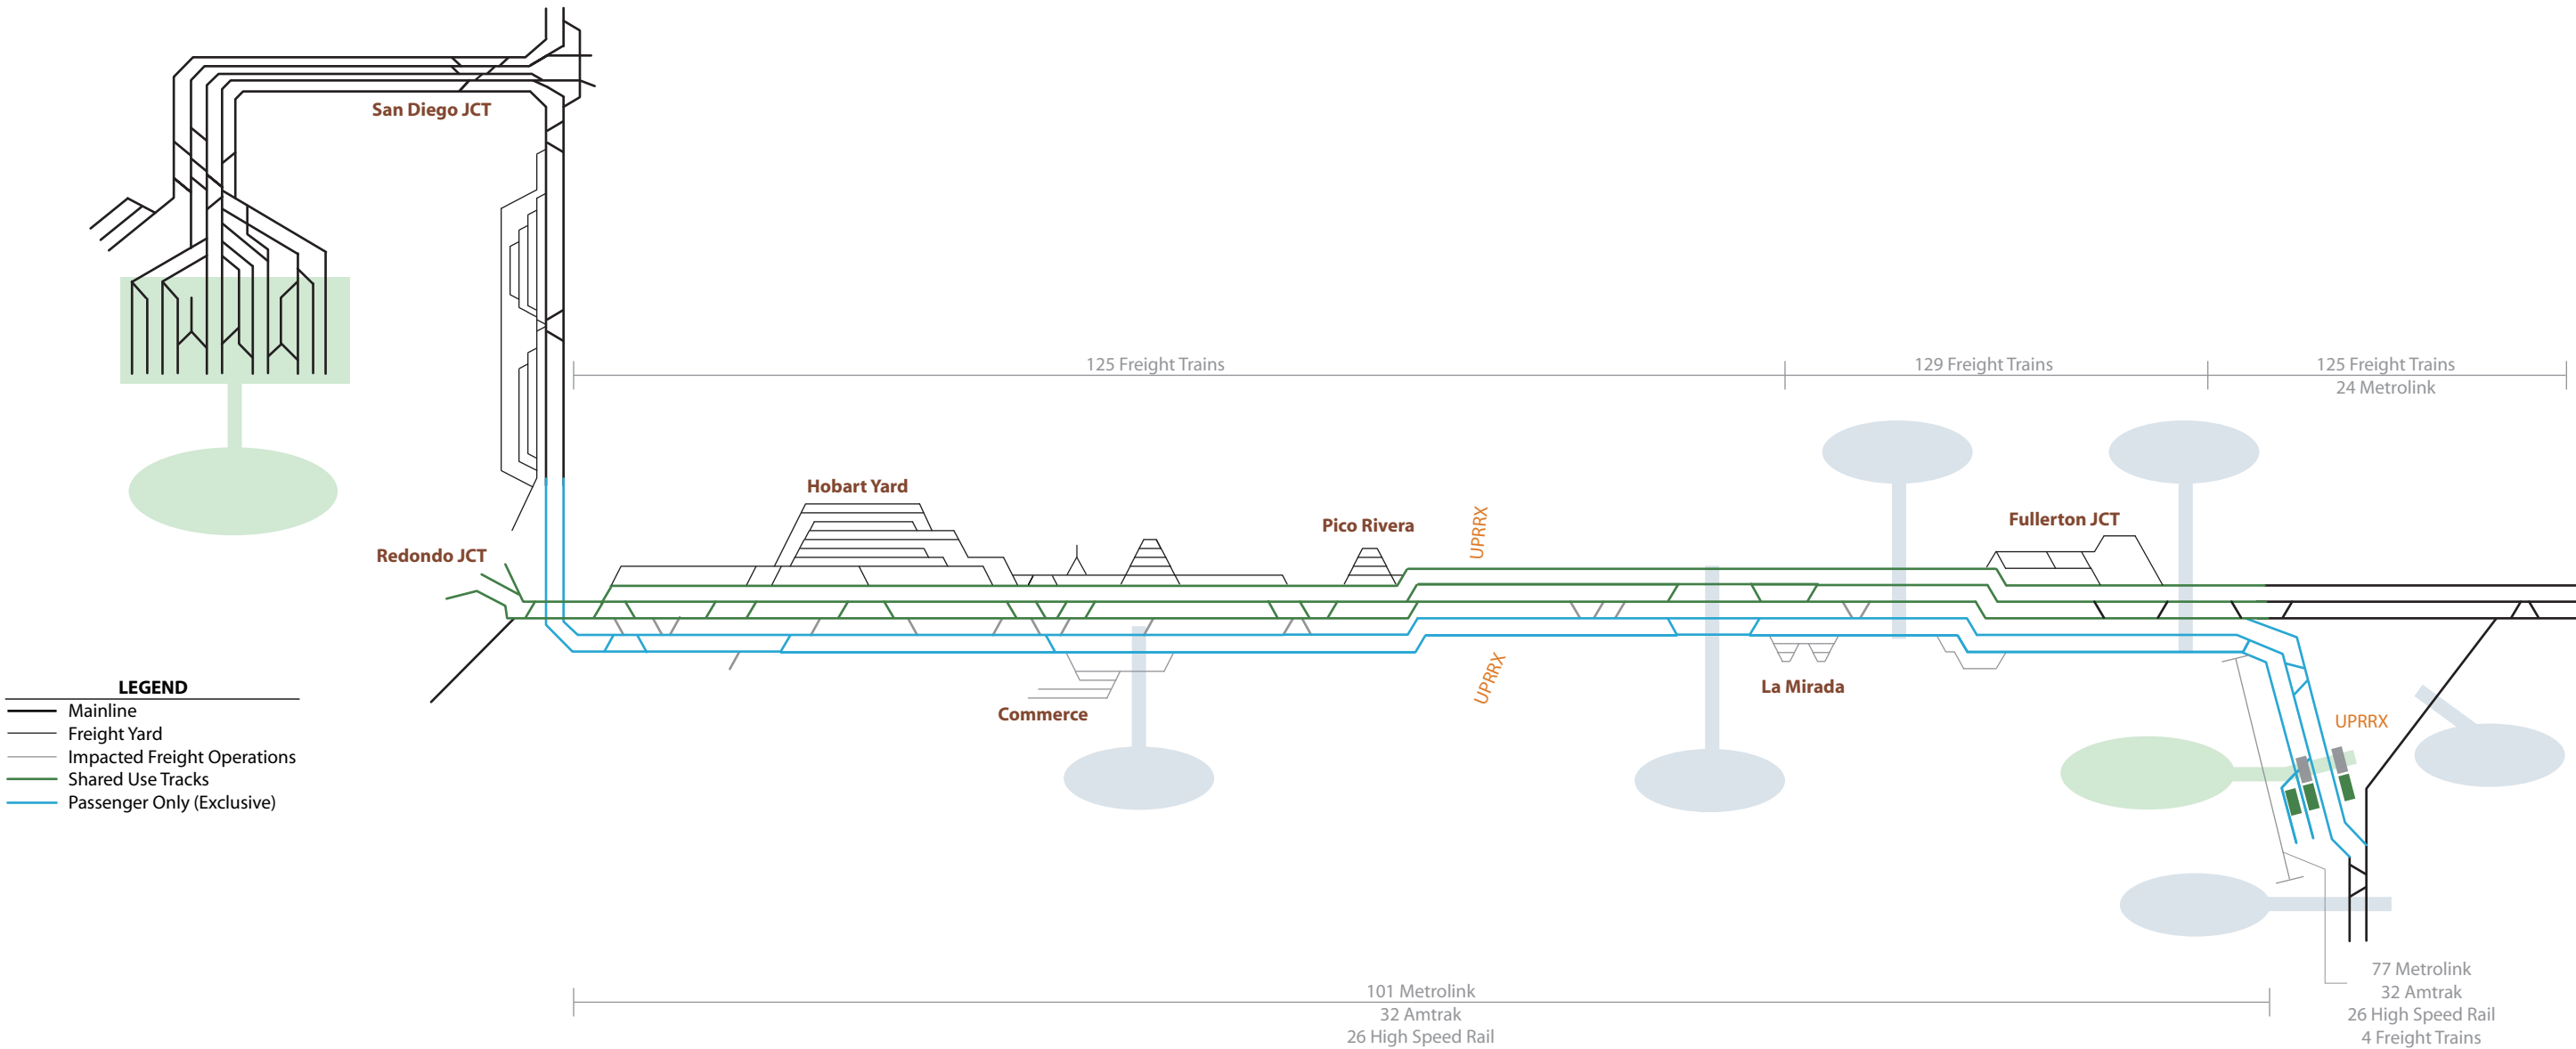 San Diego JCT
125 Freight Trains
129 Freight Trains
125 Freight Trains
24 Metrolink
Hobart Yard
Pico Rivera
UPRRX
Fullerton JCT
Redondo JCT
UPRRX
La Mirada
Commerce
UPRRX
LEGEND
Mainline
Freight Yard
Impacted Freight Operations
Shared Use Tracks
Passenger Only (Exclusive)
101 Metrolink
32 Amtrak
26 High Speed Rail
77 Metrolink
32 Amtrak
26 High Speed Rail
4 Freight Trains